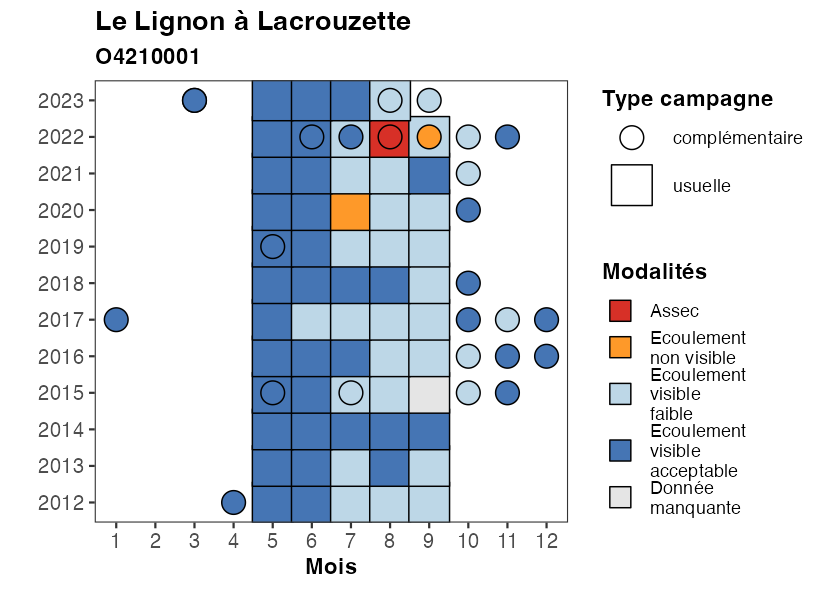 Le Lignon à Lacrouzette
O4210001
2023
2022
2021
2020
2019
2018
2017
2016
2015
2014
2013
2012
1 2 3 4 5 6 7 8 9 10 11 12
Mois
Type campagne
complémentaire
usuelle
Modalités
Assec
Ecoulement
non visible
Ecoulement
visible
faible
Ecoulement
visible
acceptable
Donnée
manquante